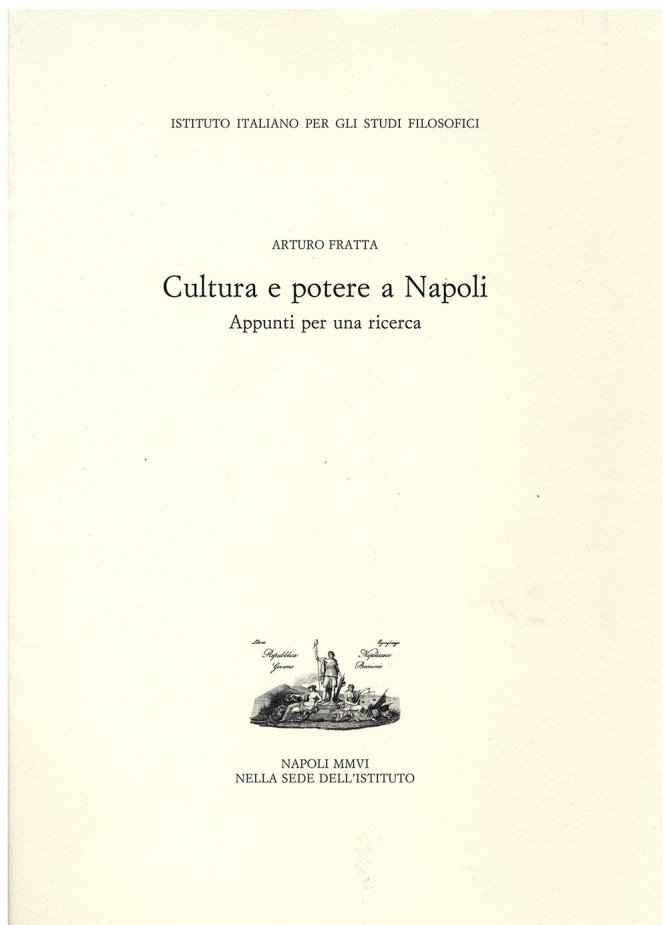 ISTITUTO ITALIANO PER GLI STUDI FILOSOFICI
ARTURO FRATTA
Cultura e potere a Napoli
Appunti per una ricerca
Repubblica Napoletana
NAPOLI MMVI
NELLA SEDE DELL'ISTITUTO